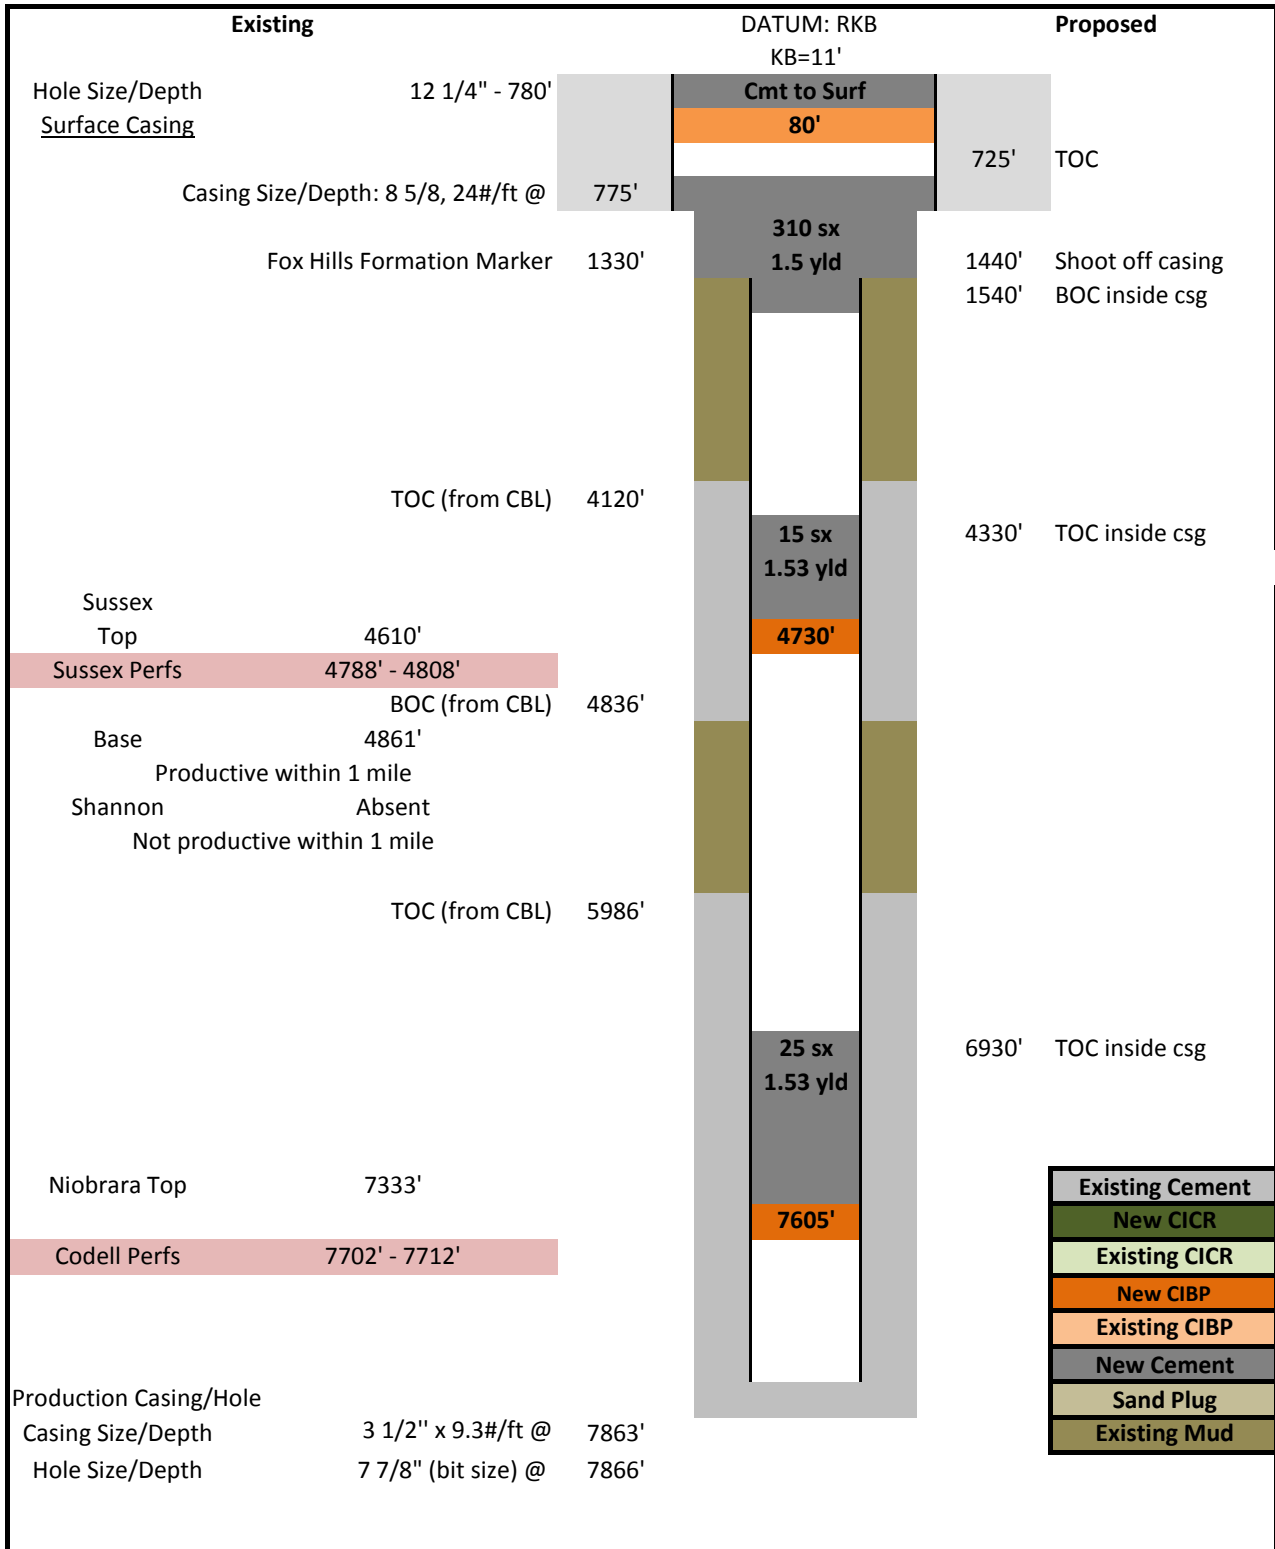 Existing DATUM: RKB Proposed
KB=11'
Hole Size/Depth 12 1/4" - 780' Cmt to Surf
Surface Casing 80'
725' TOC
Casing Size/Depth: 8 5/8, 24#/ft @ 775'
310 sx
Fox Hills Formation Marker 1330' 1.5 yld 1440' Shoot off casing
1540' BOC inside csg
TOC (from CBL) 4120'
15 sx 4330' TOC inside csg
1.53 yld
Sussex
Top 4610' 4730'
Sussex Perfs 4788' - 4808'
BOC (from CBL) 4836'
Base 4861'
Productive within 1 mile
Shannon Absent
Not productive within 1 mile
TOC (from CBL) 5986'
25 sx 6930' TOC inside csg
1.53 yld
Niobrara Top 7333' Existing Cement
7605' New CICR
Codell Perfs 7702' - 7712' Existing CICR
New CIBP
Existing CIBP
New Cement
Production Casing/Hole Sand Plug
Casing Size/Depth 3 1/2'' x 9.3#/ft @ 7863' Existing Mud
Hole Size/Depth 7 7/8" (bit size) @ 7866'